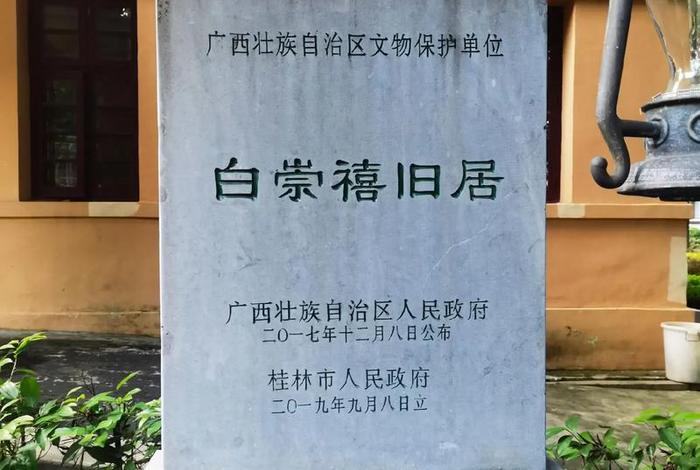 广西壮族自治区文物保护单位
白崇禧旧居
广西壮族自治区人民政府
二〇一七年十二月八日公布
桂林市人民政府
二〇一九年九月八日立